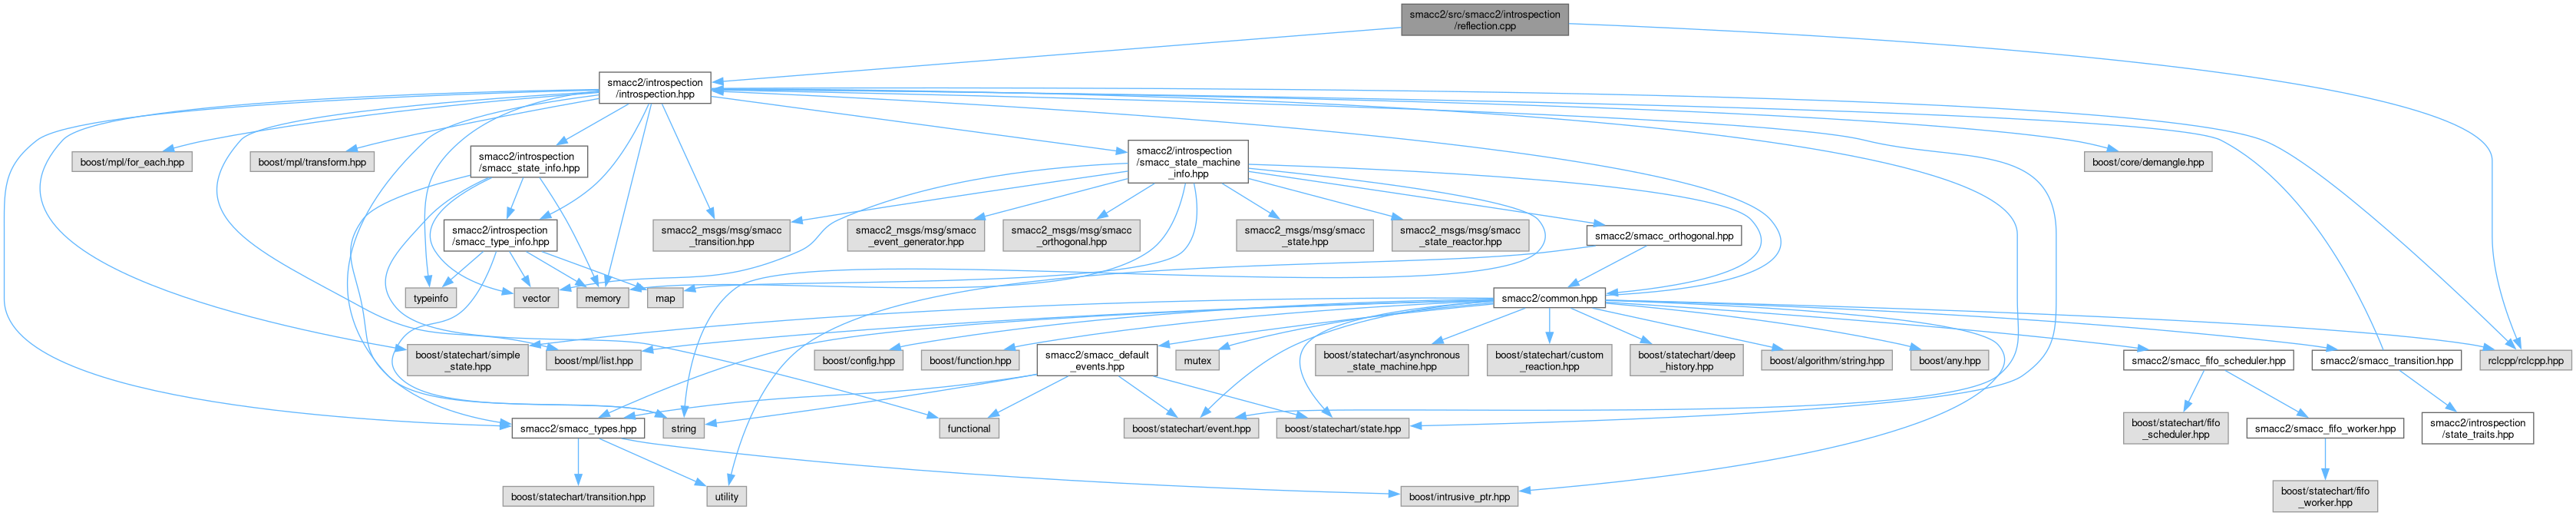 smacc2/src/smacc2/introspection
/reflection.cpp
smacc2/introspection
/introspection.hpp
boost/mpl/for_each.hpp
boost/mpl/transform.hpp
smacc2/introspection
/smacc_state_info.hpp
smacc2/introspection
/smacc_state_machine
_info.hpp
boost/core/demangle.hpp
smacc2/introspection
/smacc_type_info.hpp
smacc2_msgs/msg/smacc
_transition.hpp
smacc2_msgs/msg/smacc
_event_generator.hpp
smacc2_msgs/msg/smacc
_orthogonal.hpp
smacc2_msgs/msg/smacc
_state.hpp
smacc2_msgs/msg/smacc
_state_reactor.hpp
smacc2/smacc_orthogonal.hpp
typeinfo
vector
memory
map
smacc2/common.hpp
boost/statechart/simple
_state.hpp
boost/mpl/list.hpp
boost/config.hpp
boost/function.hpp
smacc2/smacc_default
_events.hpp
mutex
boost/statechart/asynchronous
_state_machine.hpp
boost/statechart/custom
_reaction.hpp
boost/statechart/deep
_history.hpp
boost/algorithm/string.hpp
boost/any.hpp
smacc2/smacc_fifo_scheduler.hpp
smacc2/smacc_transition.hpp
rclcpp/rclcpp.hpp
smacc2/smacc_types.hpp
string
functional
boost/statechart/event.hpp
boost/statechart/state.hpp
boost/statechart/fifo
_scheduler.hpp
smacc2/smacc_fifo_worker.hpp
smacc2/introspection
/state_traits.hpp
boost/statechart/transition.hpp
utility
boost/intrusive_ptr.hpp
boost/statechart/fifo
_worker.hpp